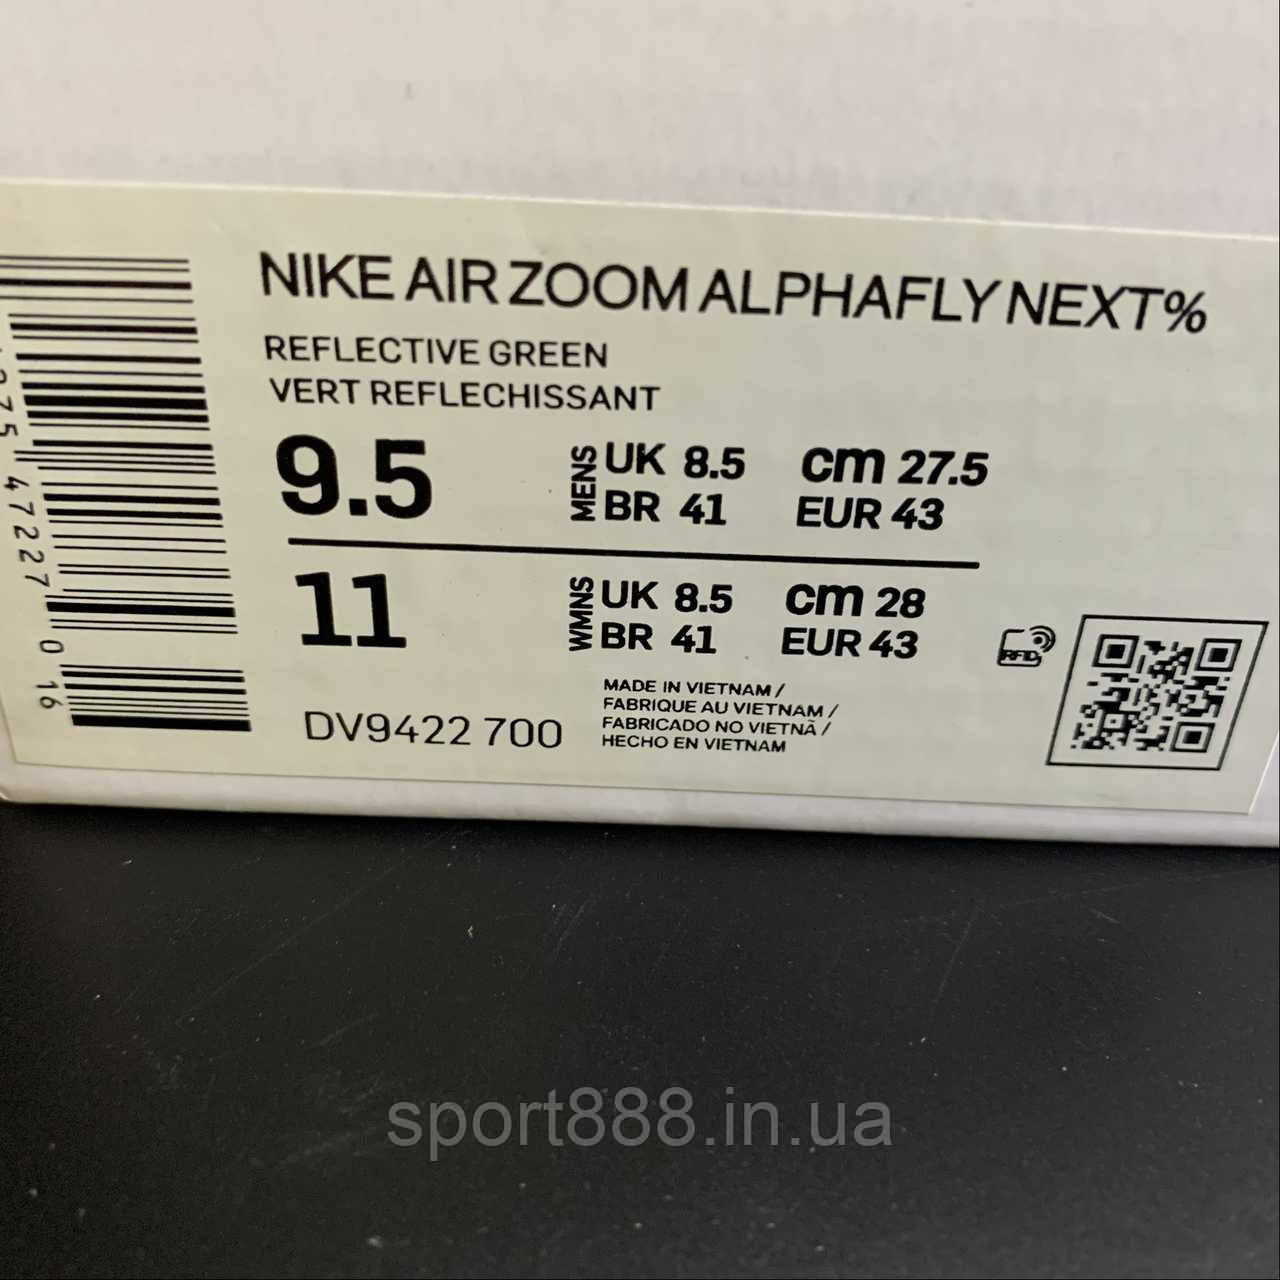 NIKE AIR ZOOM ALPHAFLY NEXT%
REFLECTIVE GREEN
VERT REFLECHISSANT
9.5
MENS
UK 8.5 cm 27.5
BR 41 EUR 43
11
WMNS
UK 8.5 cm 28
BR 41 EUR 43
DV9422 700
MADE IN VIETNAM /
FABRIQUE AU VIETNAM /
FABRICADO NO VIETNÃ /
HECHO EN VIETNAM
RFID
47227 0 16
sport888.in.ua